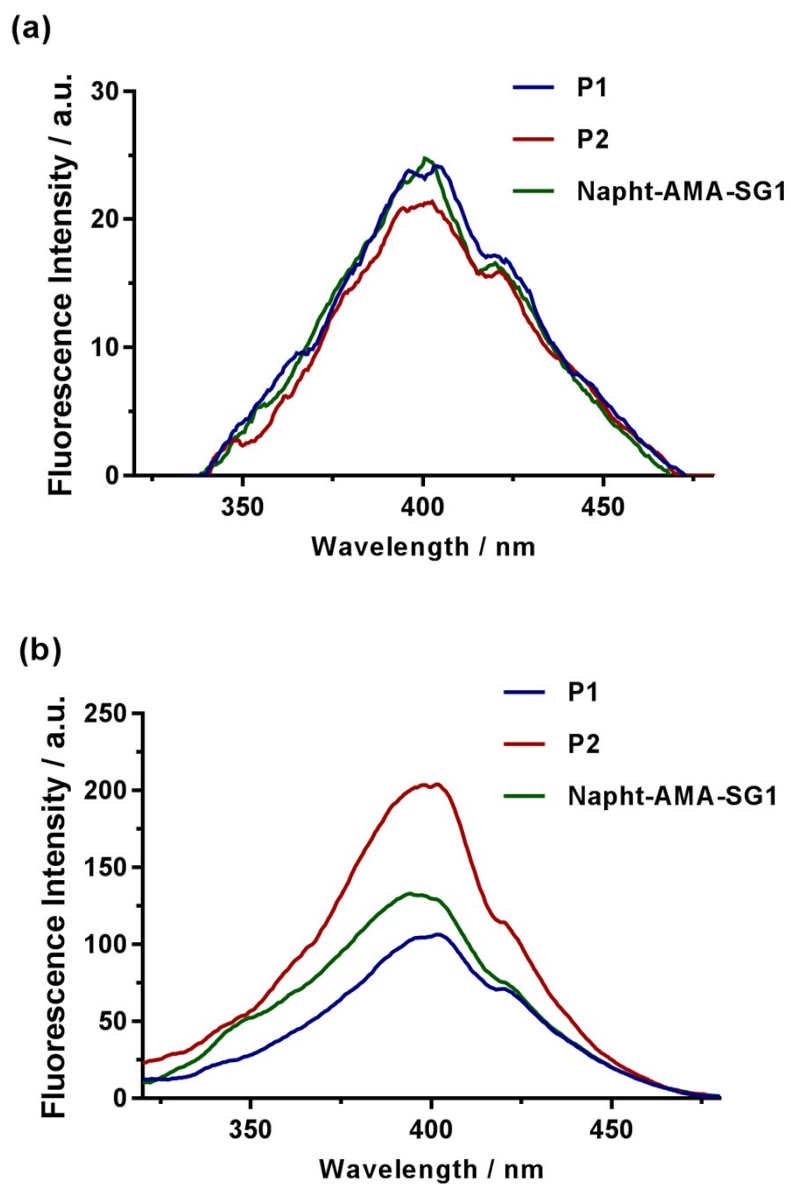 (a)
Fluorescence Intensity / a.u.
30
20
10
0
P1
P2
Napht-AMA-SG1
350 400 450
Wavelength / nm
(b)
Fluorescence Intensity / a.u.
250
200
150
100
50
0
P1
P2
Napht-AMA-SG1
350 400 450
Wavelength / nm